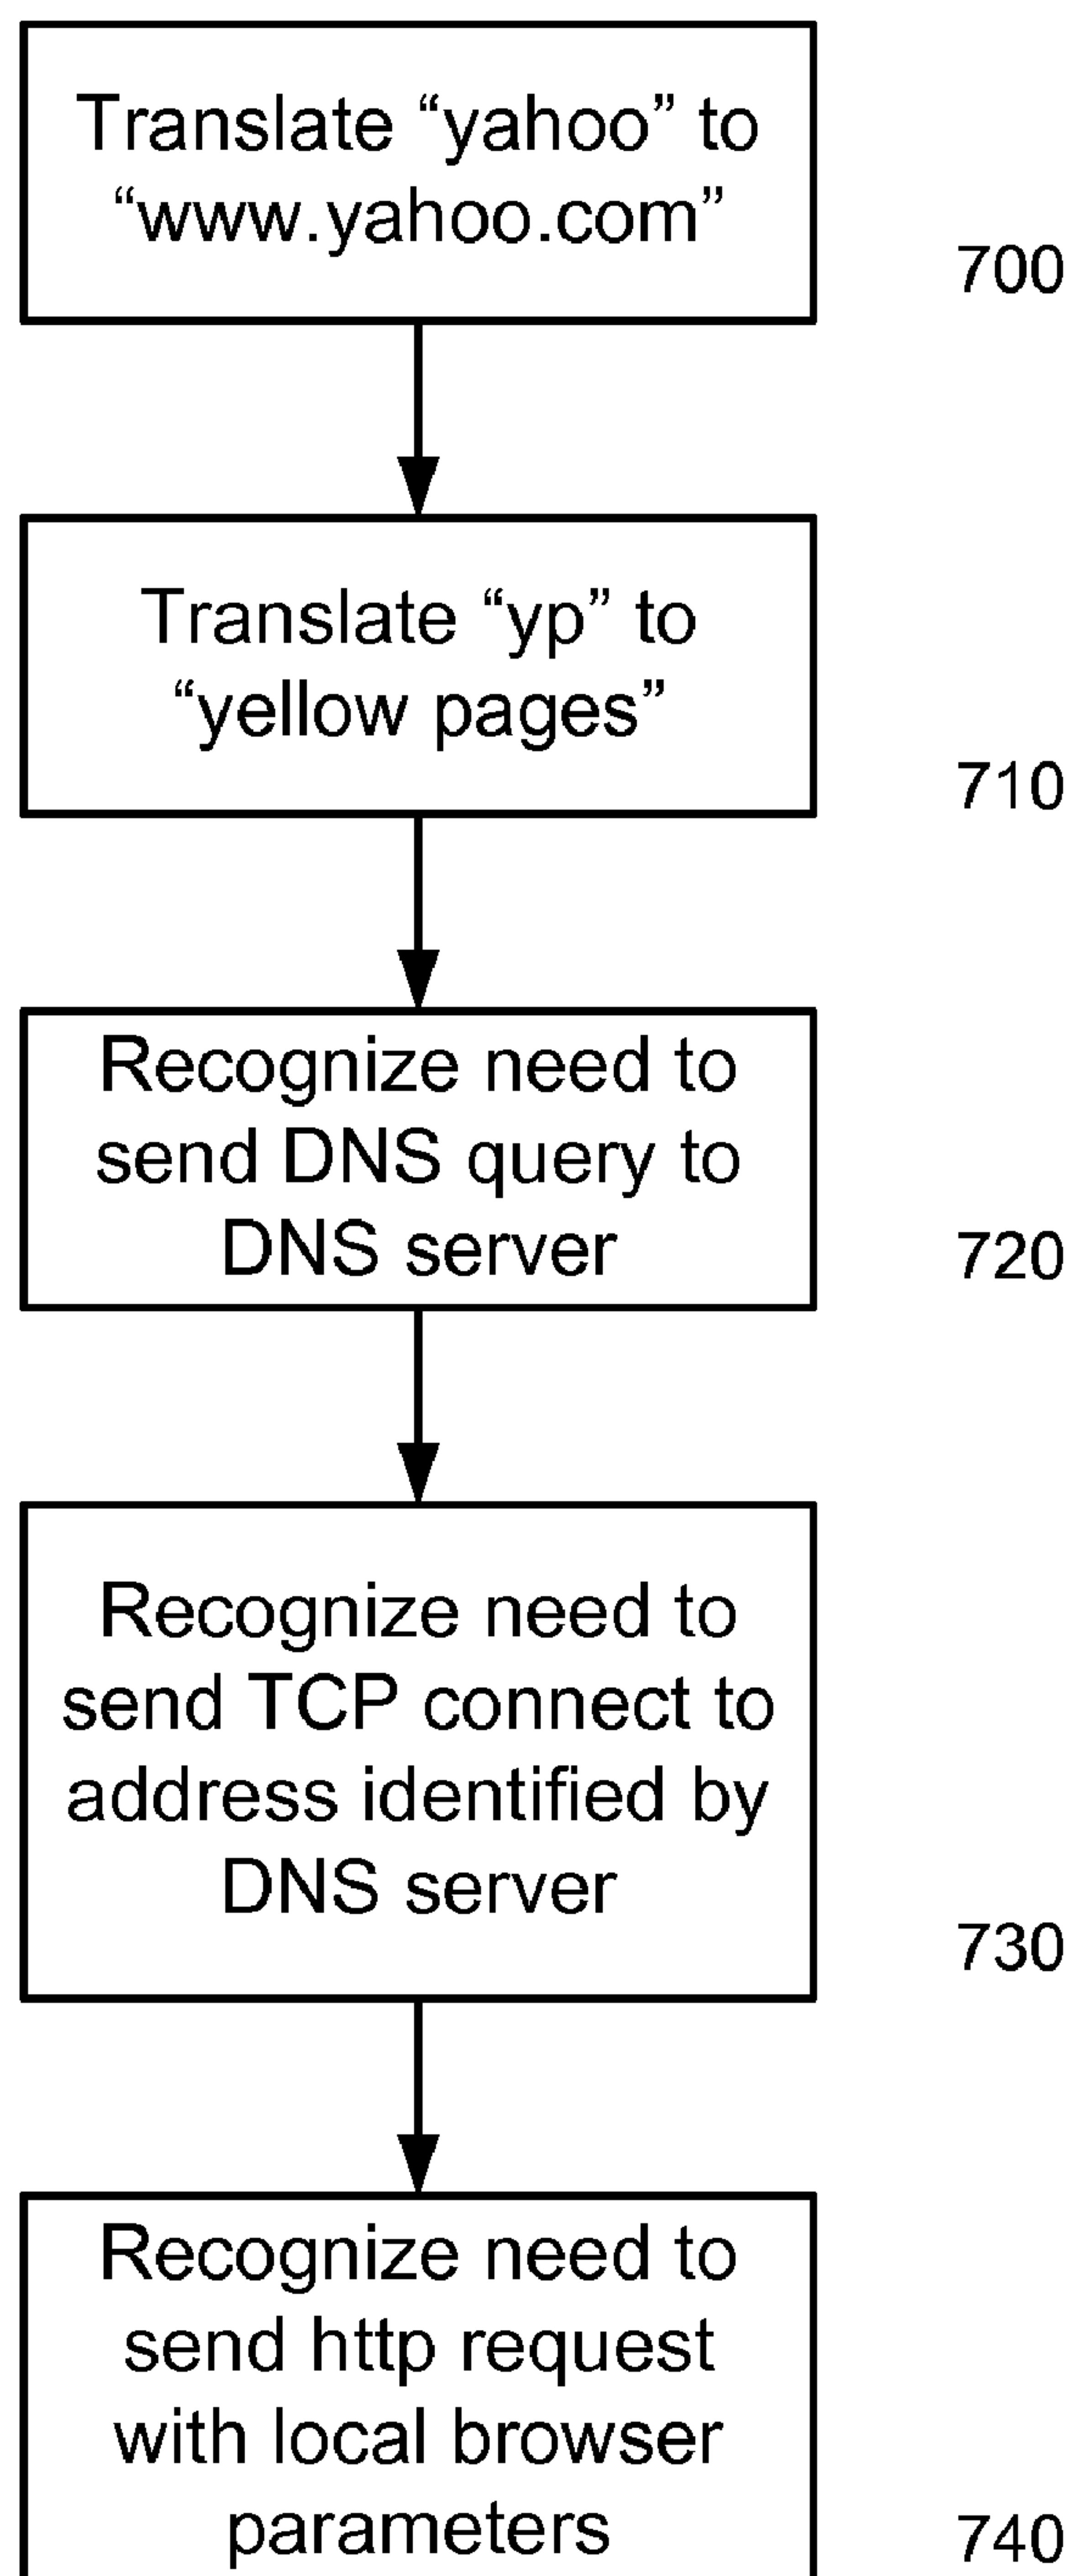 Translate “yahoo” to
“www.yahoo.com”
700
Translate “yp” to
“yellow pages”
710
Recognize need to
send DNS query to
DNS server
720
Recognize need to
send TCP connect to
address identified by
DNS server
730
Recognize need to
send http request
with local browser
parameters
740